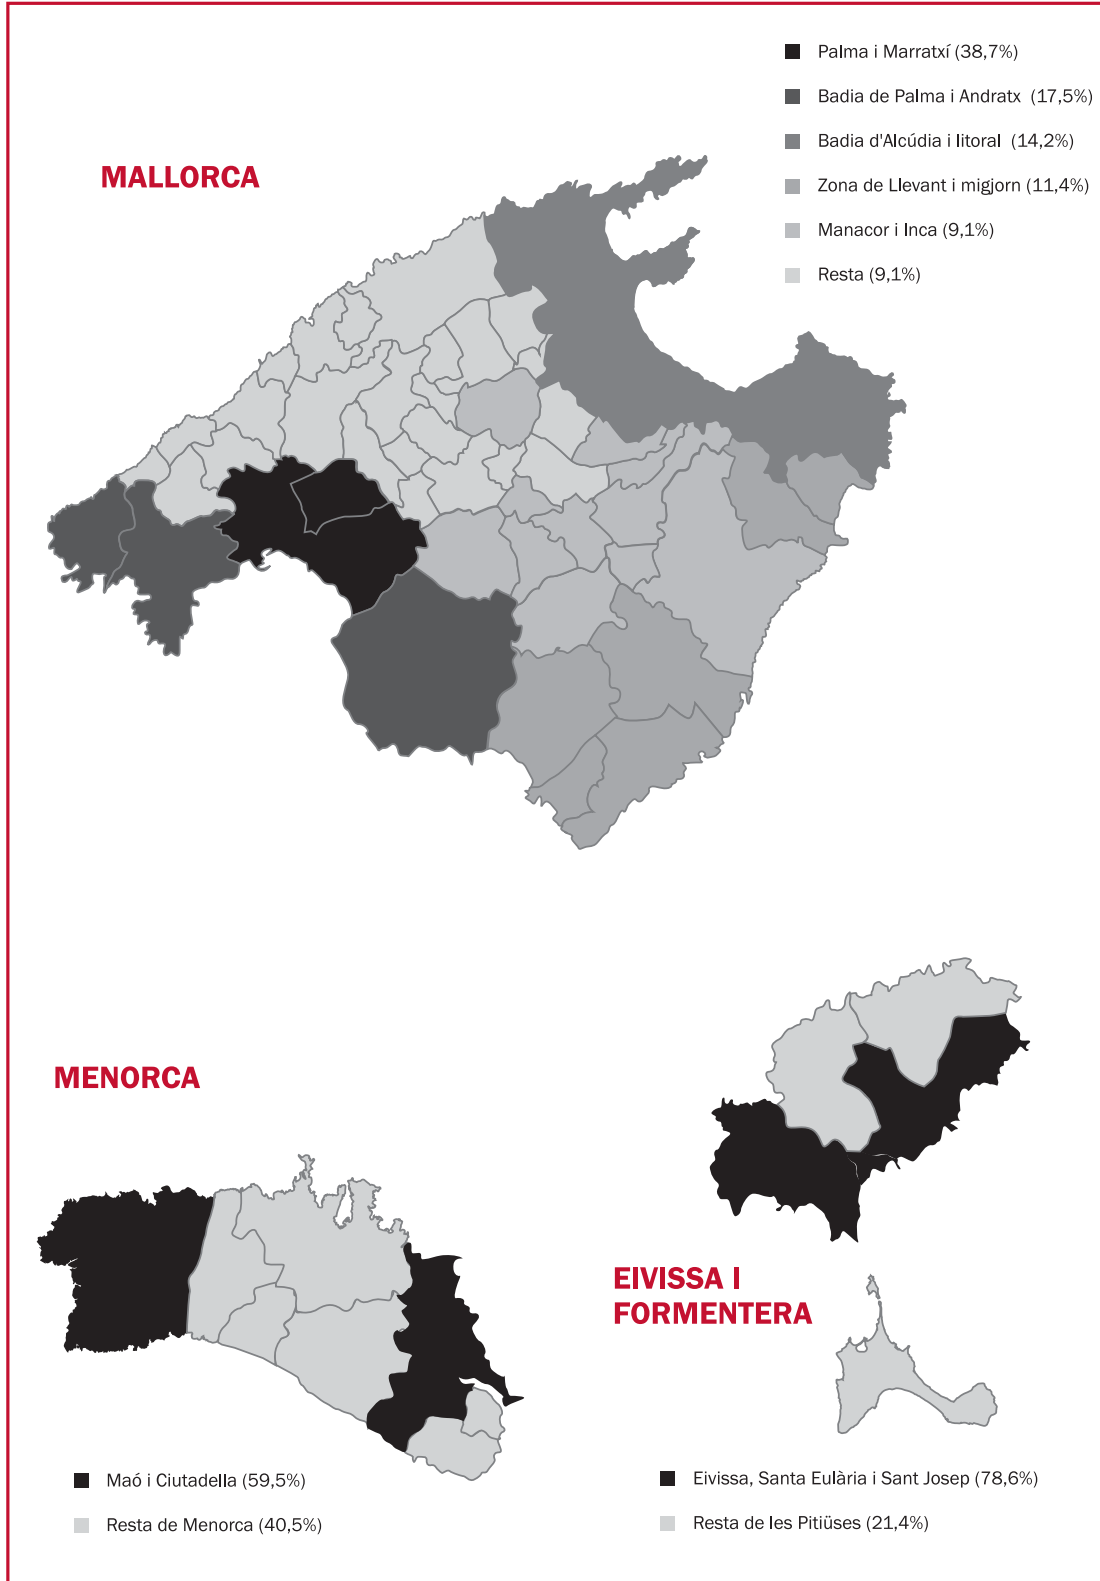 Palma i Marratxí (38,7%)
Badia de Palma i Andratx (17,5%)
Badia d'Alcúdia i litoral (14,2%)
Zona de Llevant i migjorn (11,4%)
Manacor i Inca (9,1%)
Resta (9,1%)
MALLORCA
MENORCA
EIVISSA I
FORMENTERA
Maó i Ciutadella (59,5%)
Resta de Menorca (40,5%)
Eivissa, Santa Eulària i Sant Josep (78,6%)
Resta de les Pitiüses (21,4%)